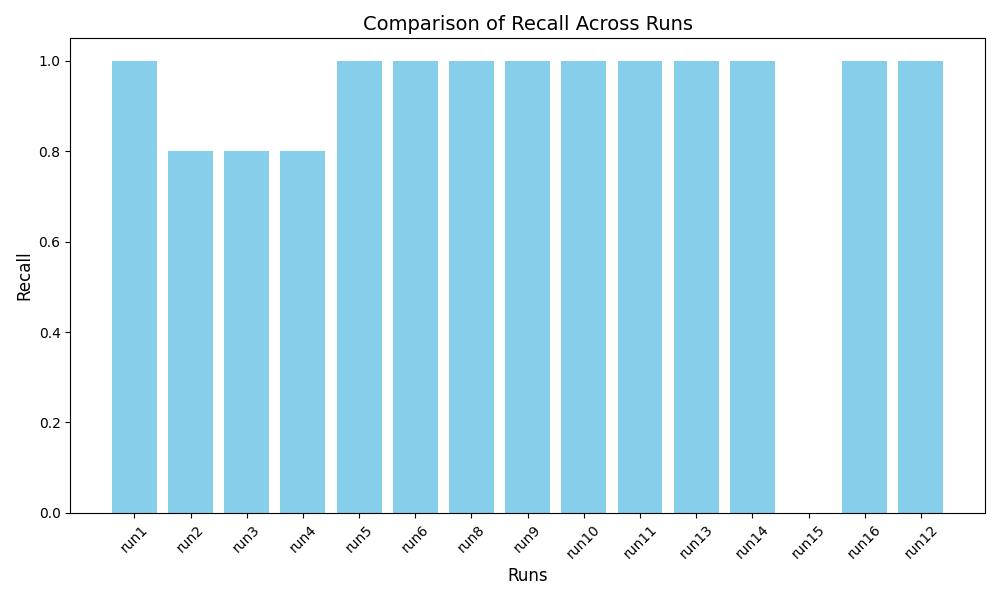 Comparison of Recall Across Runs
1.0
0.8
0.6
0.4
0.2
0.0
Recall
run1 run2 run3 run4 run5 run6 run8 run9 run10 run11 run13 run14 run15 run16 run12
Runs